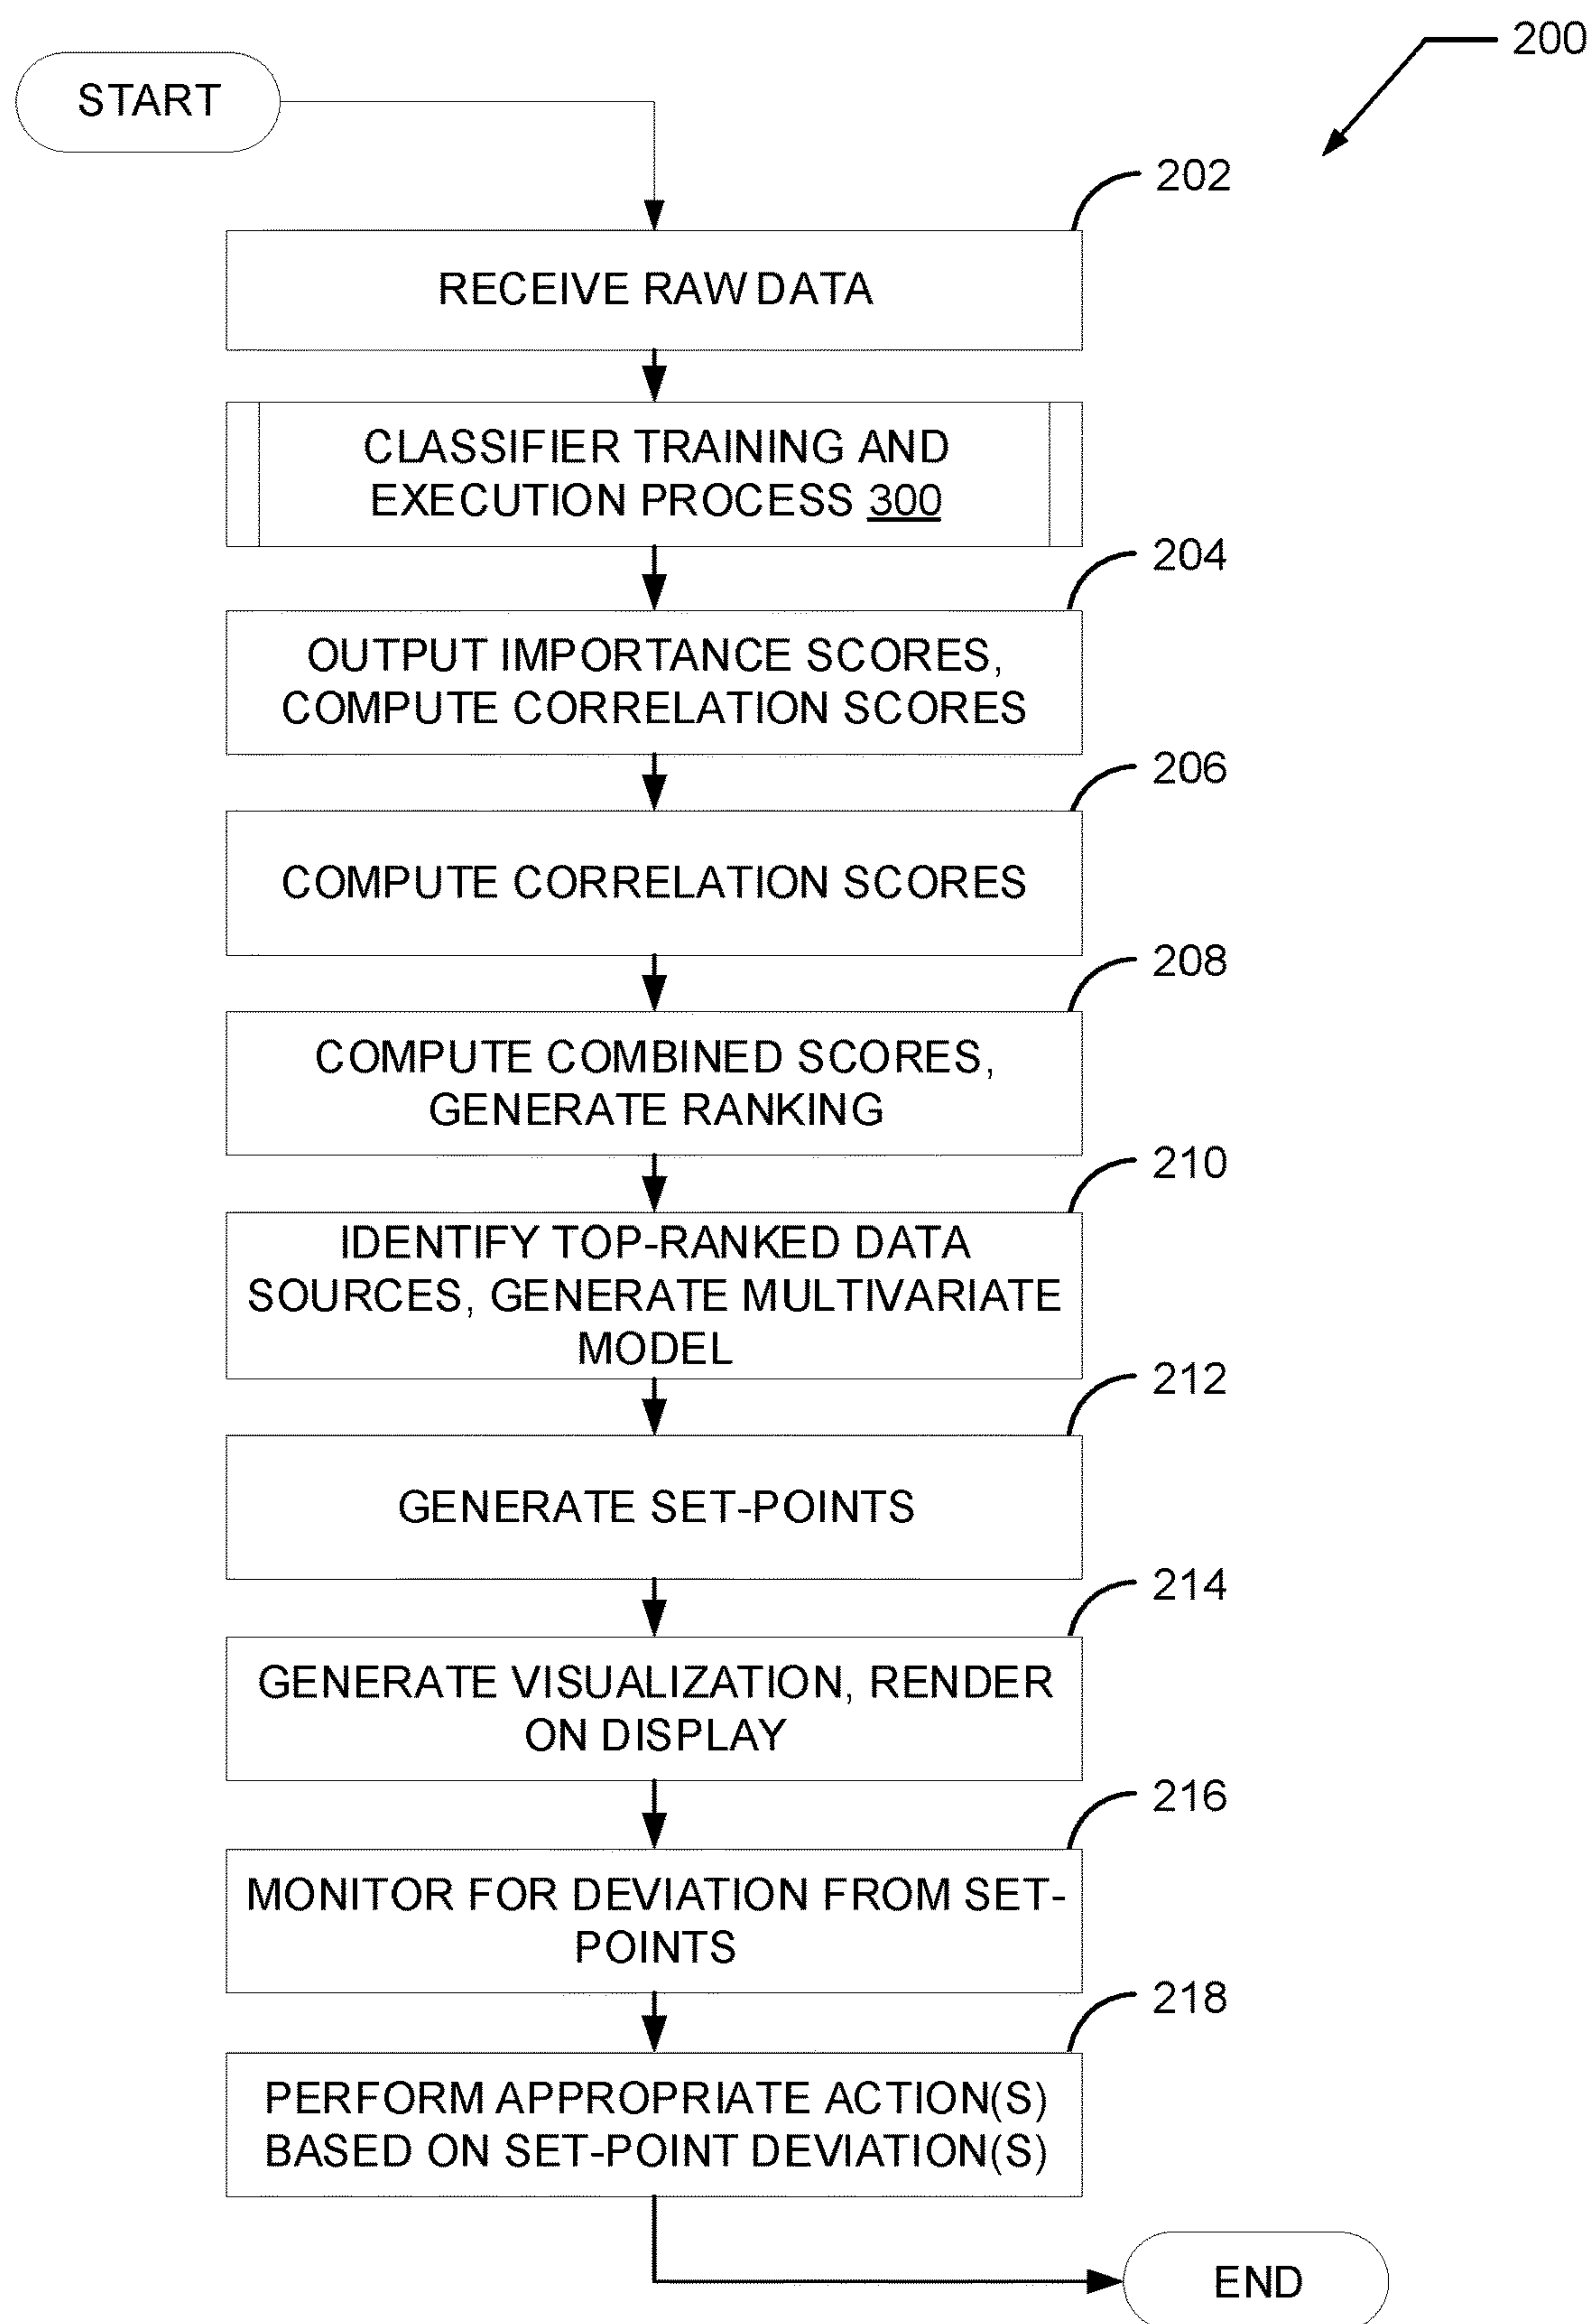 200
START
202
RECEIVE RAW DATA
CLASSIFIER TRAINING AND
EXECUTION PROCESS 300
204
OUTPUT IMPORTANCE SCORES,
COMPUTE CORRELATION SCORES
206
COMPUTE CORRELATION SCORES
208
COMPUTE COMBINED SCORES,
GENERATE RANKING
210
IDENTIFY TOP-RANKED DATA
SOURCES, GENERATE MULTIVARIATE
MODEL
212
GENERATE SET-POINTS
214
GENERATE VISUALIZATION, RENDER
ON DISPLAY
216
MONITOR FOR DEVIATION FROM SET-
POINTS
218
PERFORM APPROPRIATE ACTION(S)
BASED ON SET-POINT DEVIATION(S)
END